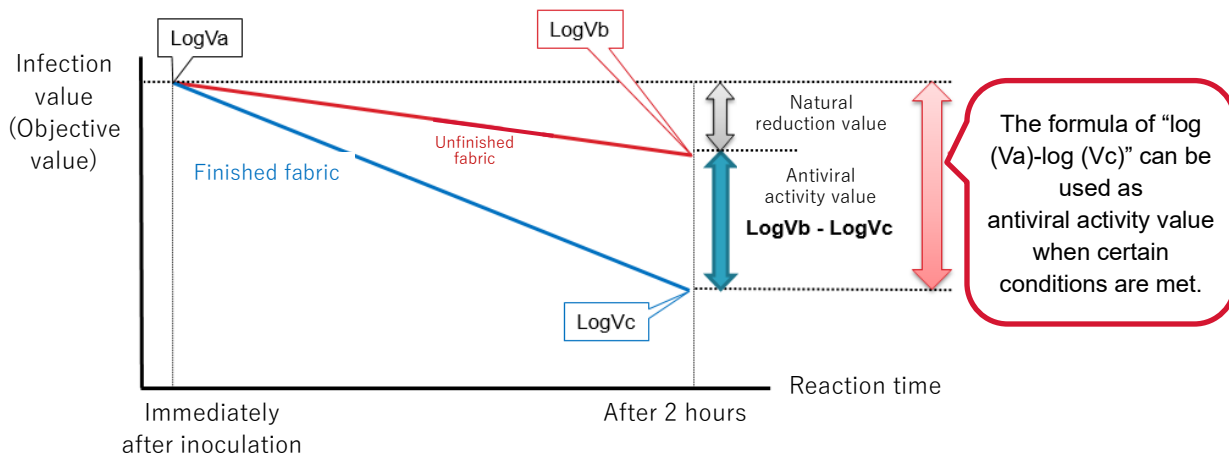 LogVa
LogVb
Infection
value
(Objective
value)
Unfinished
fabric
Finished fabric
Natural
reduction value
Antiviral
activity value
LogVb - LogVc
The formula of “log
(Va)-log (Vc)” can be
used as
antiviral activity value
when certain
conditions are met.
LogVc
Reaction time
Immediately
after inoculation
After 2 hours